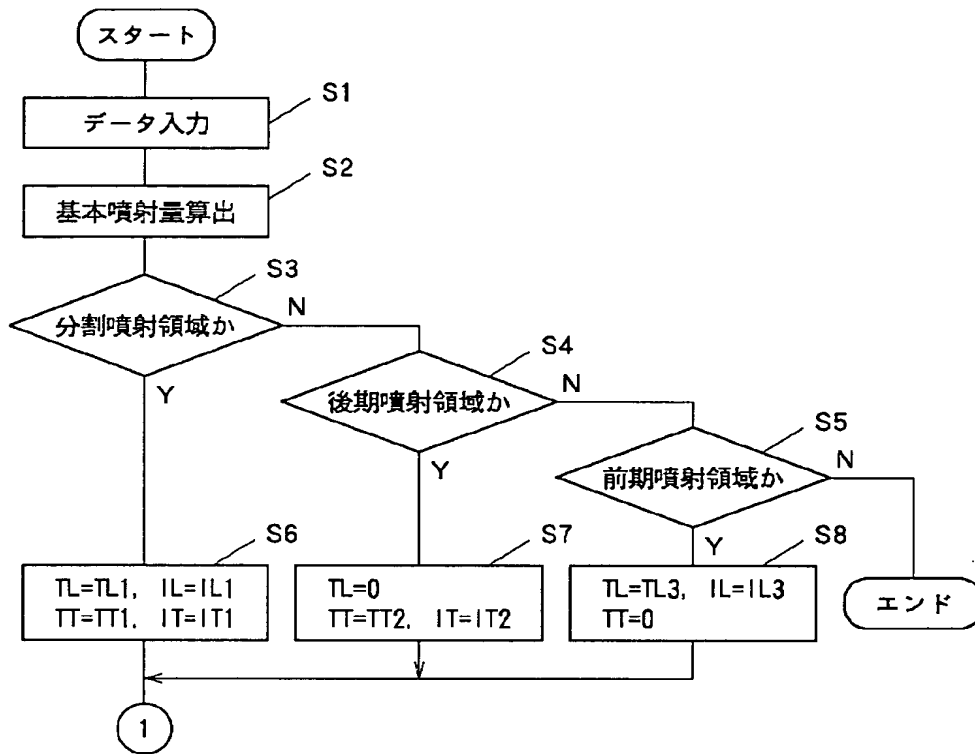 スタート
S1
データ入力
S2
基本噴射量算出
S3
分割噴射領域か
N
Y
S4
後期噴射領域か
N
Y
S5
前期噴射領域か
N
Y
S6
TL=TL1, IL=IL1
TT=TT1, IT=IT1
S7
TL=0
TT=TT2, IT=IT2
S8
TL=TL3, IL=IL3
TT=0
エンド
1